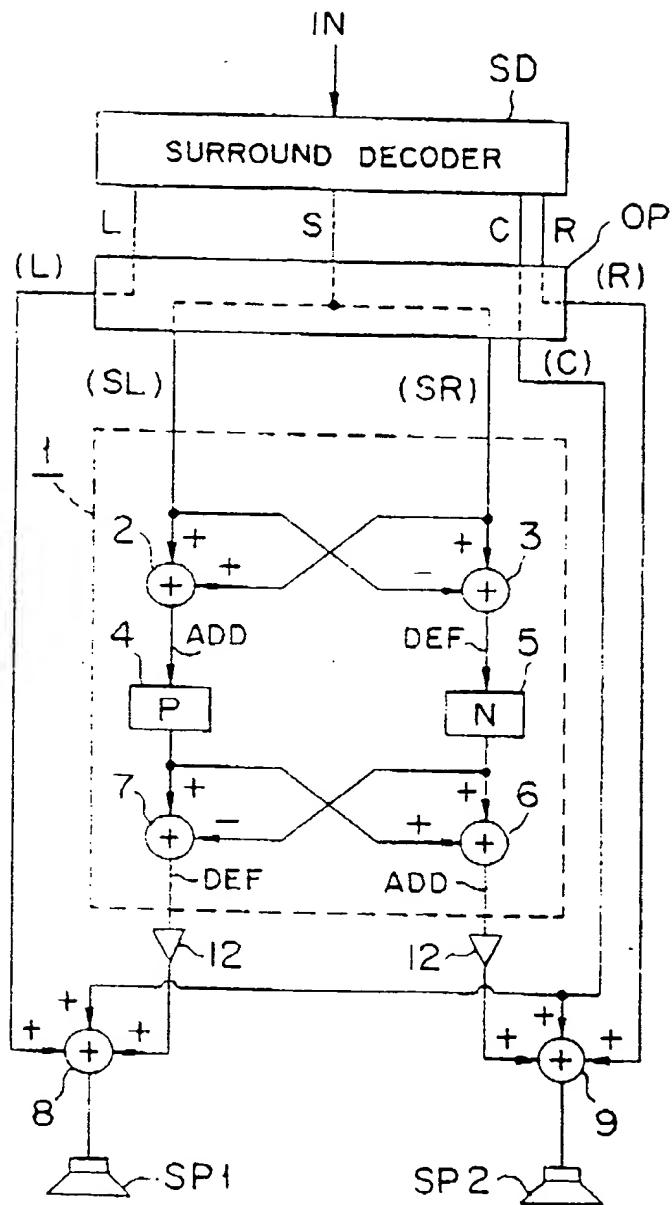 IN
SD
SURROUND DECODER
L S C R OP
(L) (R)
(SL) (SR) (C)
1
2 + + + - 3
+ +
4 ADD DEF 5
P N
7 + - + + 6
+ +
DEF ADD
12 12
+ + + + + +
+ +
8 9
SP1 SP2